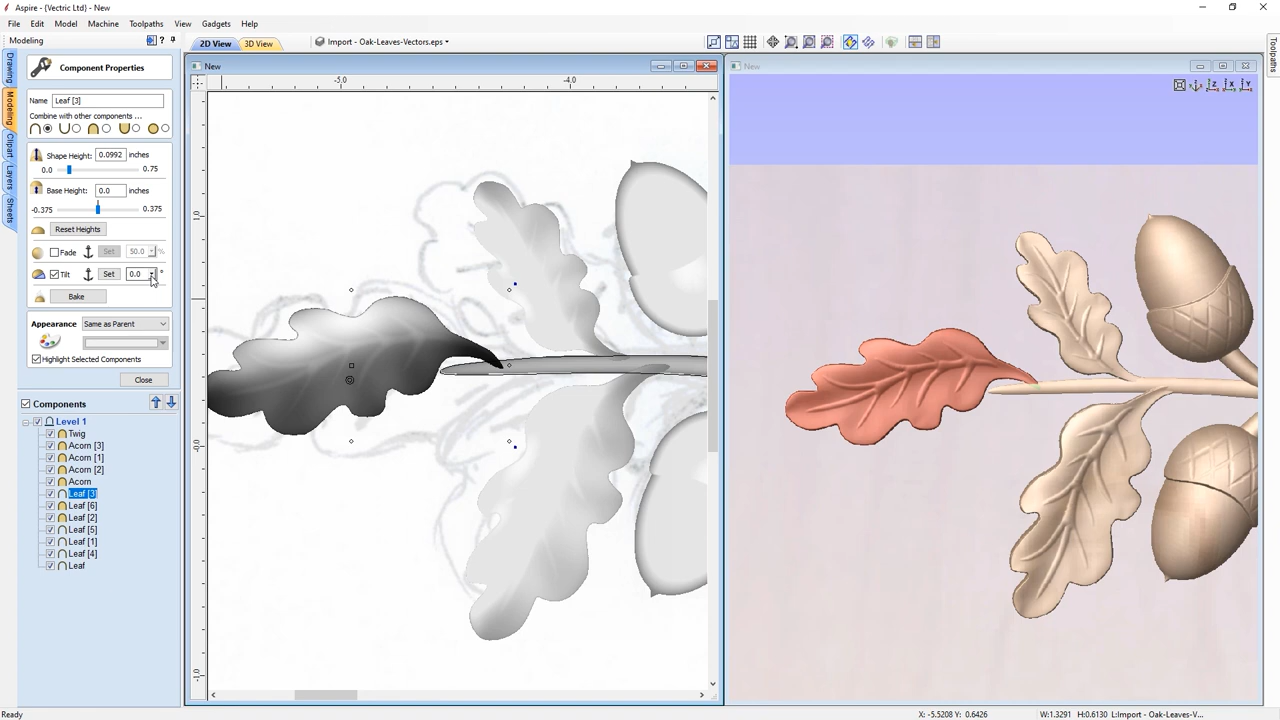 Aspire - {Vectric Ltd} - New
File Edit Model Machine Toolpaths View Gadgets Help
Modeling
2D View 3D View Import - Oak-Leaves-Vectors.eps
Drawing
Modeling
Clipart
Layers
Sheets
Toolpaths
New
New
Component Properties
Name Leaf [3]
Combine with other components ...
Shape Height: 0.0992 inches
0.0 0.75
Base Height: 0.0 inches
-0.375 0.375
Reset Heights
Fade Set 50.0 %
Tilt Set 0.0 °
Bake
Appearance Same as Parent
Highlight Selected Components
Close
Components
Level 1
Twig
Acorn [3]
Acorn [1]
Acorn [2]
Acorn
Leaf [3]
Leaf [6]
Leaf [2]
Leaf [5]
Leaf [1]
Leaf [4]
Leaf
-5.0 -4.0
1.0
-0.0
-1.0
Z X Y
Ready X: -5.5208 Y: 0.6426 W:1.3291 H:0.6130 L:Import - Oak-Leaves-V...